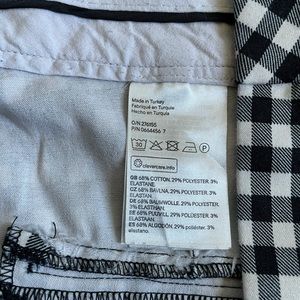 Made in Turkey
Fabriqué en Turquie
Hecho en Turquía
O/N 276155
P/N 0664456 7
30
P
clevercare.info
GB 68% COTTON, 29% POLYESTER, 3%
ELASTANE.
CZ 68% BAVLNA, 29% POLYESTER, 3%
ELASTAN.
DE 68% BAUMWOLLE, 29% POLYESTER,
3% ELASTHAN.
EE 68% PUUVILL, 29% POLÜESTER, 3%
ELASTAAN.
ES 68% ALGODÓN, 29% poliéster, 3%
elastano.